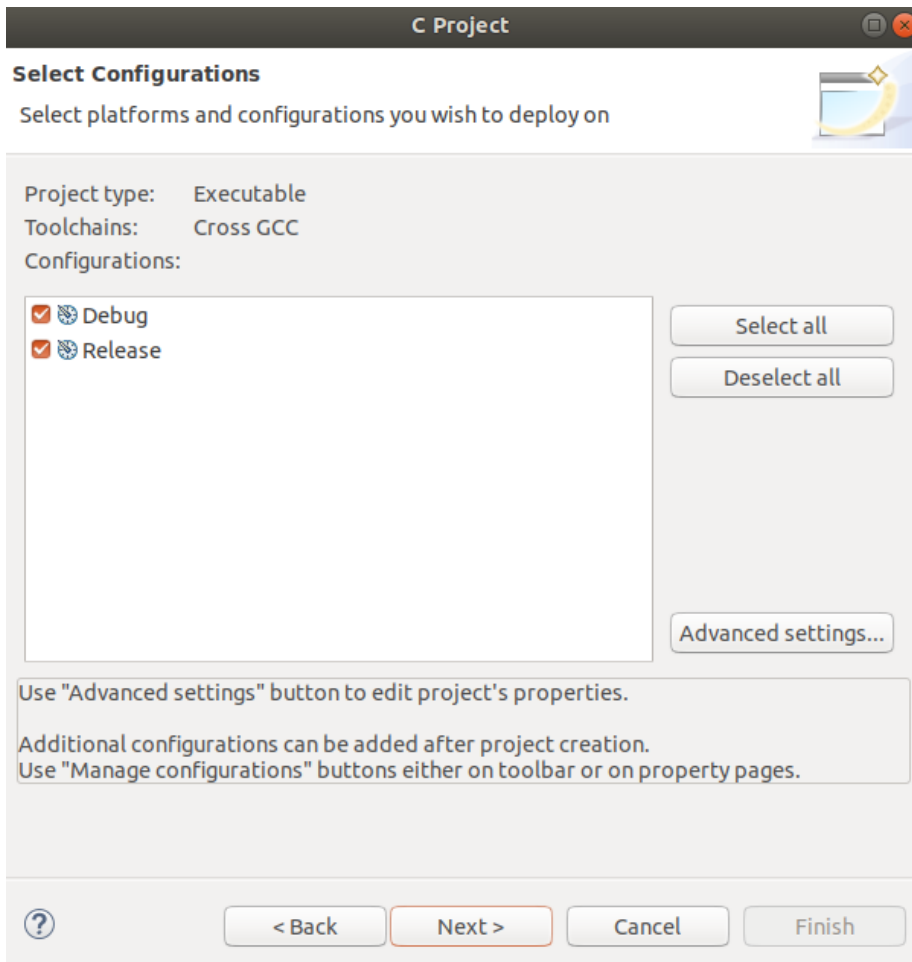 C Project
Select Configurations
Select platforms and configurations you wish to deploy on
Project type: Executable
Toolchains: Cross GCC
Configurations:
Debug
Release
Select all
Deselect all
Advanced settings...
Use "Advanced settings" button to edit project's properties.
Additional configurations can be added after project creation.
Use "Manage configurations" buttons either on toolbar or on property pages.
?
< Back
Next >
Cancel
Finish